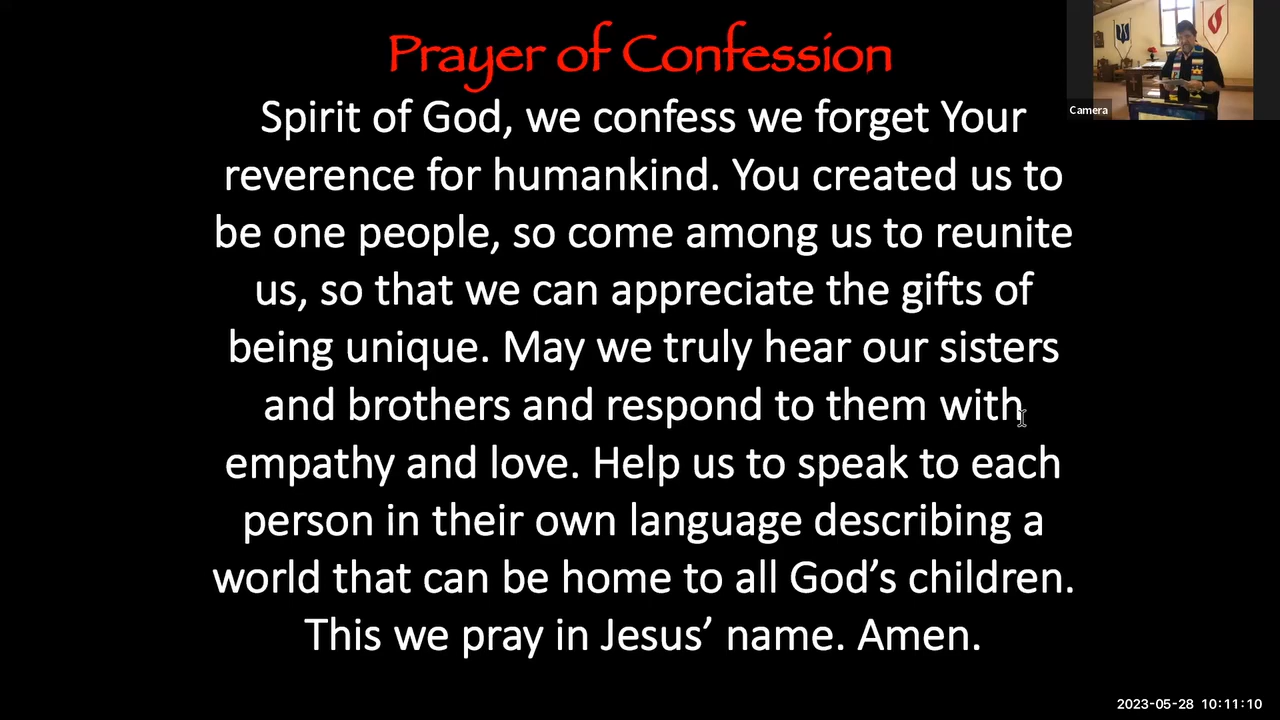 Prayer of Confession
Spirit of God, we confess we forget Your
reverence for humankind. You created us to
be one people, so come among us to reunite
us, so that we can appreciate the gifts of
being unique. May we truly hear our sisters
and brothers and respond to them with
empathy and love. Help us to speak to each
person in their own language describing a
world that can be home to all God’s children.
This we pray in Jesus’ name. Amen.
Camera
2023-05-28 10:11:10